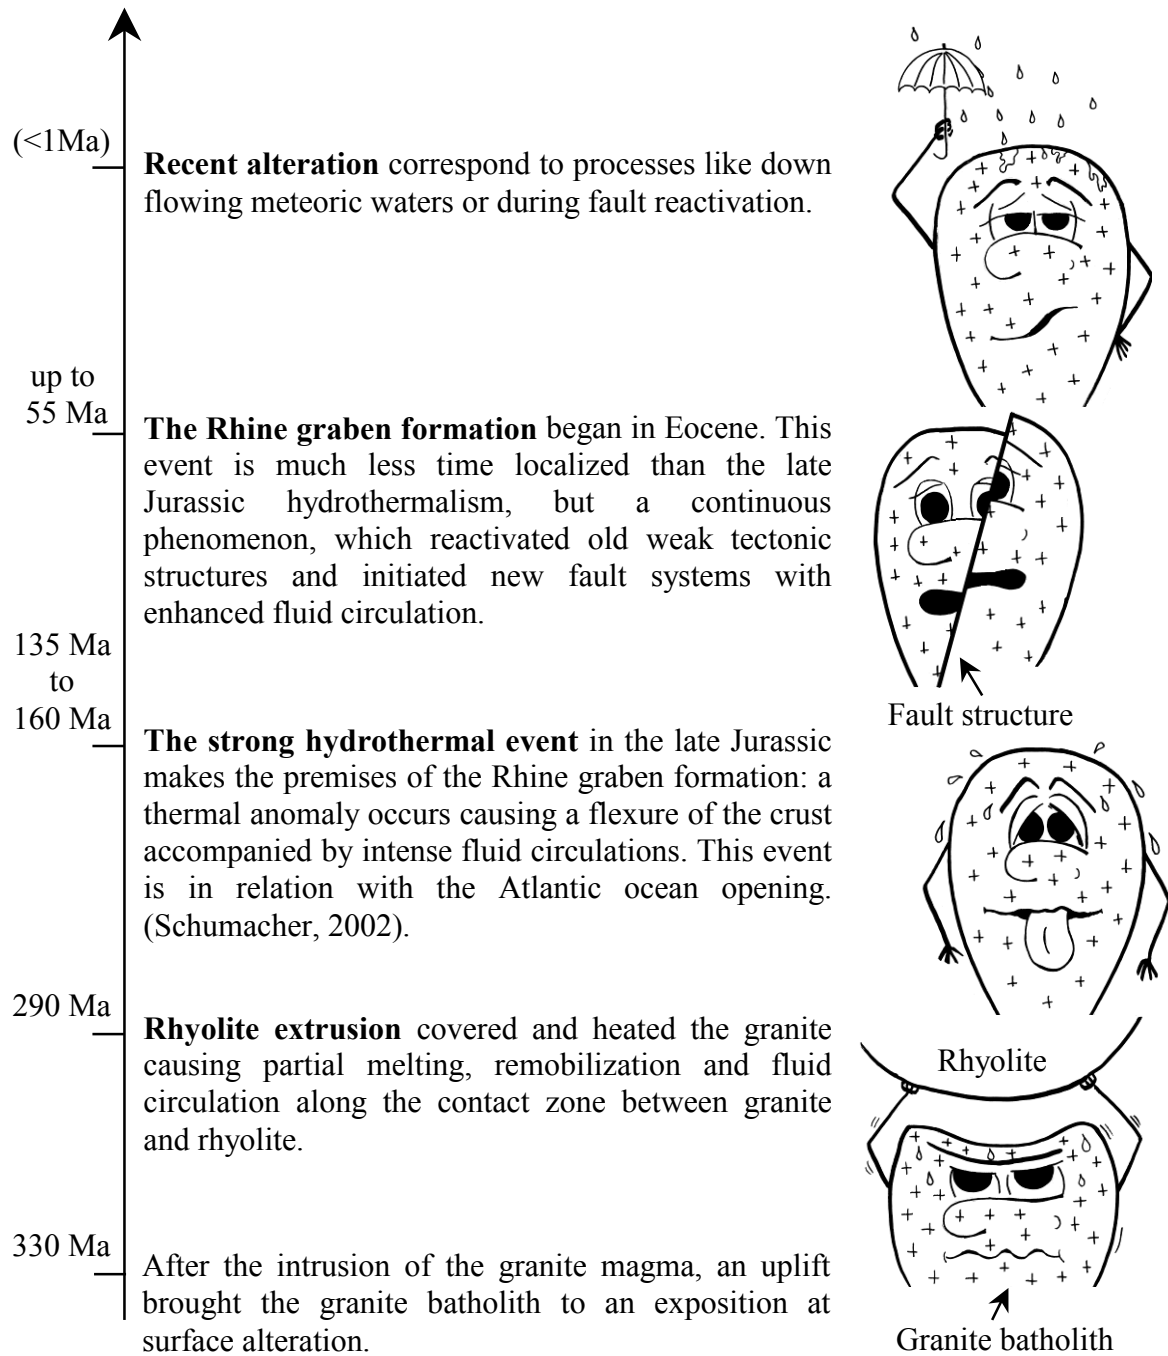 (<1Ma)
Recent alteration correspond to processes like down
flowing meteoric waters or during fault reactivation.
up to
55 Ma
The Rhine graben formation began in Eocene. This
event is much less time localized than the late
Jurassic hydrothermalism, but a continuous
phenomenon, which reactivated old weak tectonic
structures and initiated new fault systems with
enhanced fluid circulation.
Fault structure
135 Ma
to
160 Ma
The strong hydrothermal event in the late Jurassic
makes the premises of the Rhine graben formation: a
thermal anomaly occurs causing a flexure of the crust
accompanied by intense fluid circulations. This event
is in relation with the Atlantic ocean opening.
(Schumacher, 2002).
290 Ma
Rhyolite extrusion covered and heated the granite
causing partial melting, remobilization and fluid
circulation along the contact zone between granite
and rhyolite.
Rhyolite
330 Ma
After the intrusion of the granite magma, an uplift
brought the granite batholith to an exposition at
surface alteration.
Granite batholith